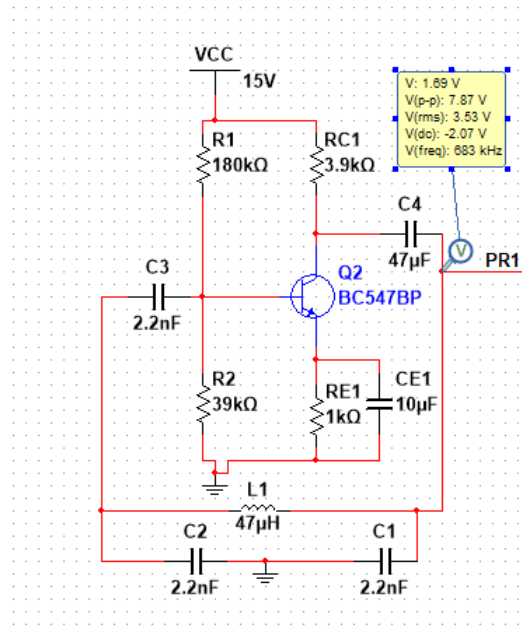 VCC
15V
V: 1.69 V
V(p-p): 7.87 V
V(rms): 3.53 V
V(dc): -2.07 V
V(freq): 683 kHz
R1
180kΩ
RC1
3.9kΩ
C4
47µF
V
PR1
C3
2.2nF
Q2
BC547BP
R2
39kΩ
RE1
1kΩ
CE1
10µF
L1
47µH
C2
2.2nF
C1
2.2nF